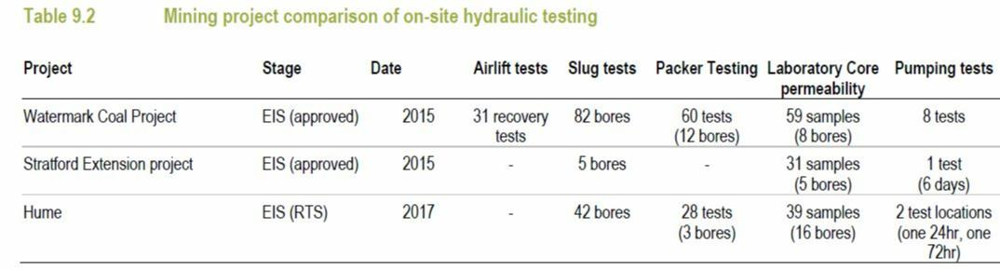 Table 9.2 Mining project comparison of on-site hydraulic testing
Project Stage Date Airlift tests Slug tests Packer Testing Laboratory Core permeability Pumping tests
Watermark Coal Project EIS (approved) 2015 31 recovery tests 82 bores 60 tests (12 bores) 59 samples (8 bores) 8 tests
Stratford Extension project EIS (approved) 2015 - 5 bores - 31 samples (5 bores) 1 test (6 days)
Hume EIS (RTS) 2017 - 42 bores 28 tests (3 bores) 39 samples (16 bores) 2 test locations (one 24hr, one 72hr)